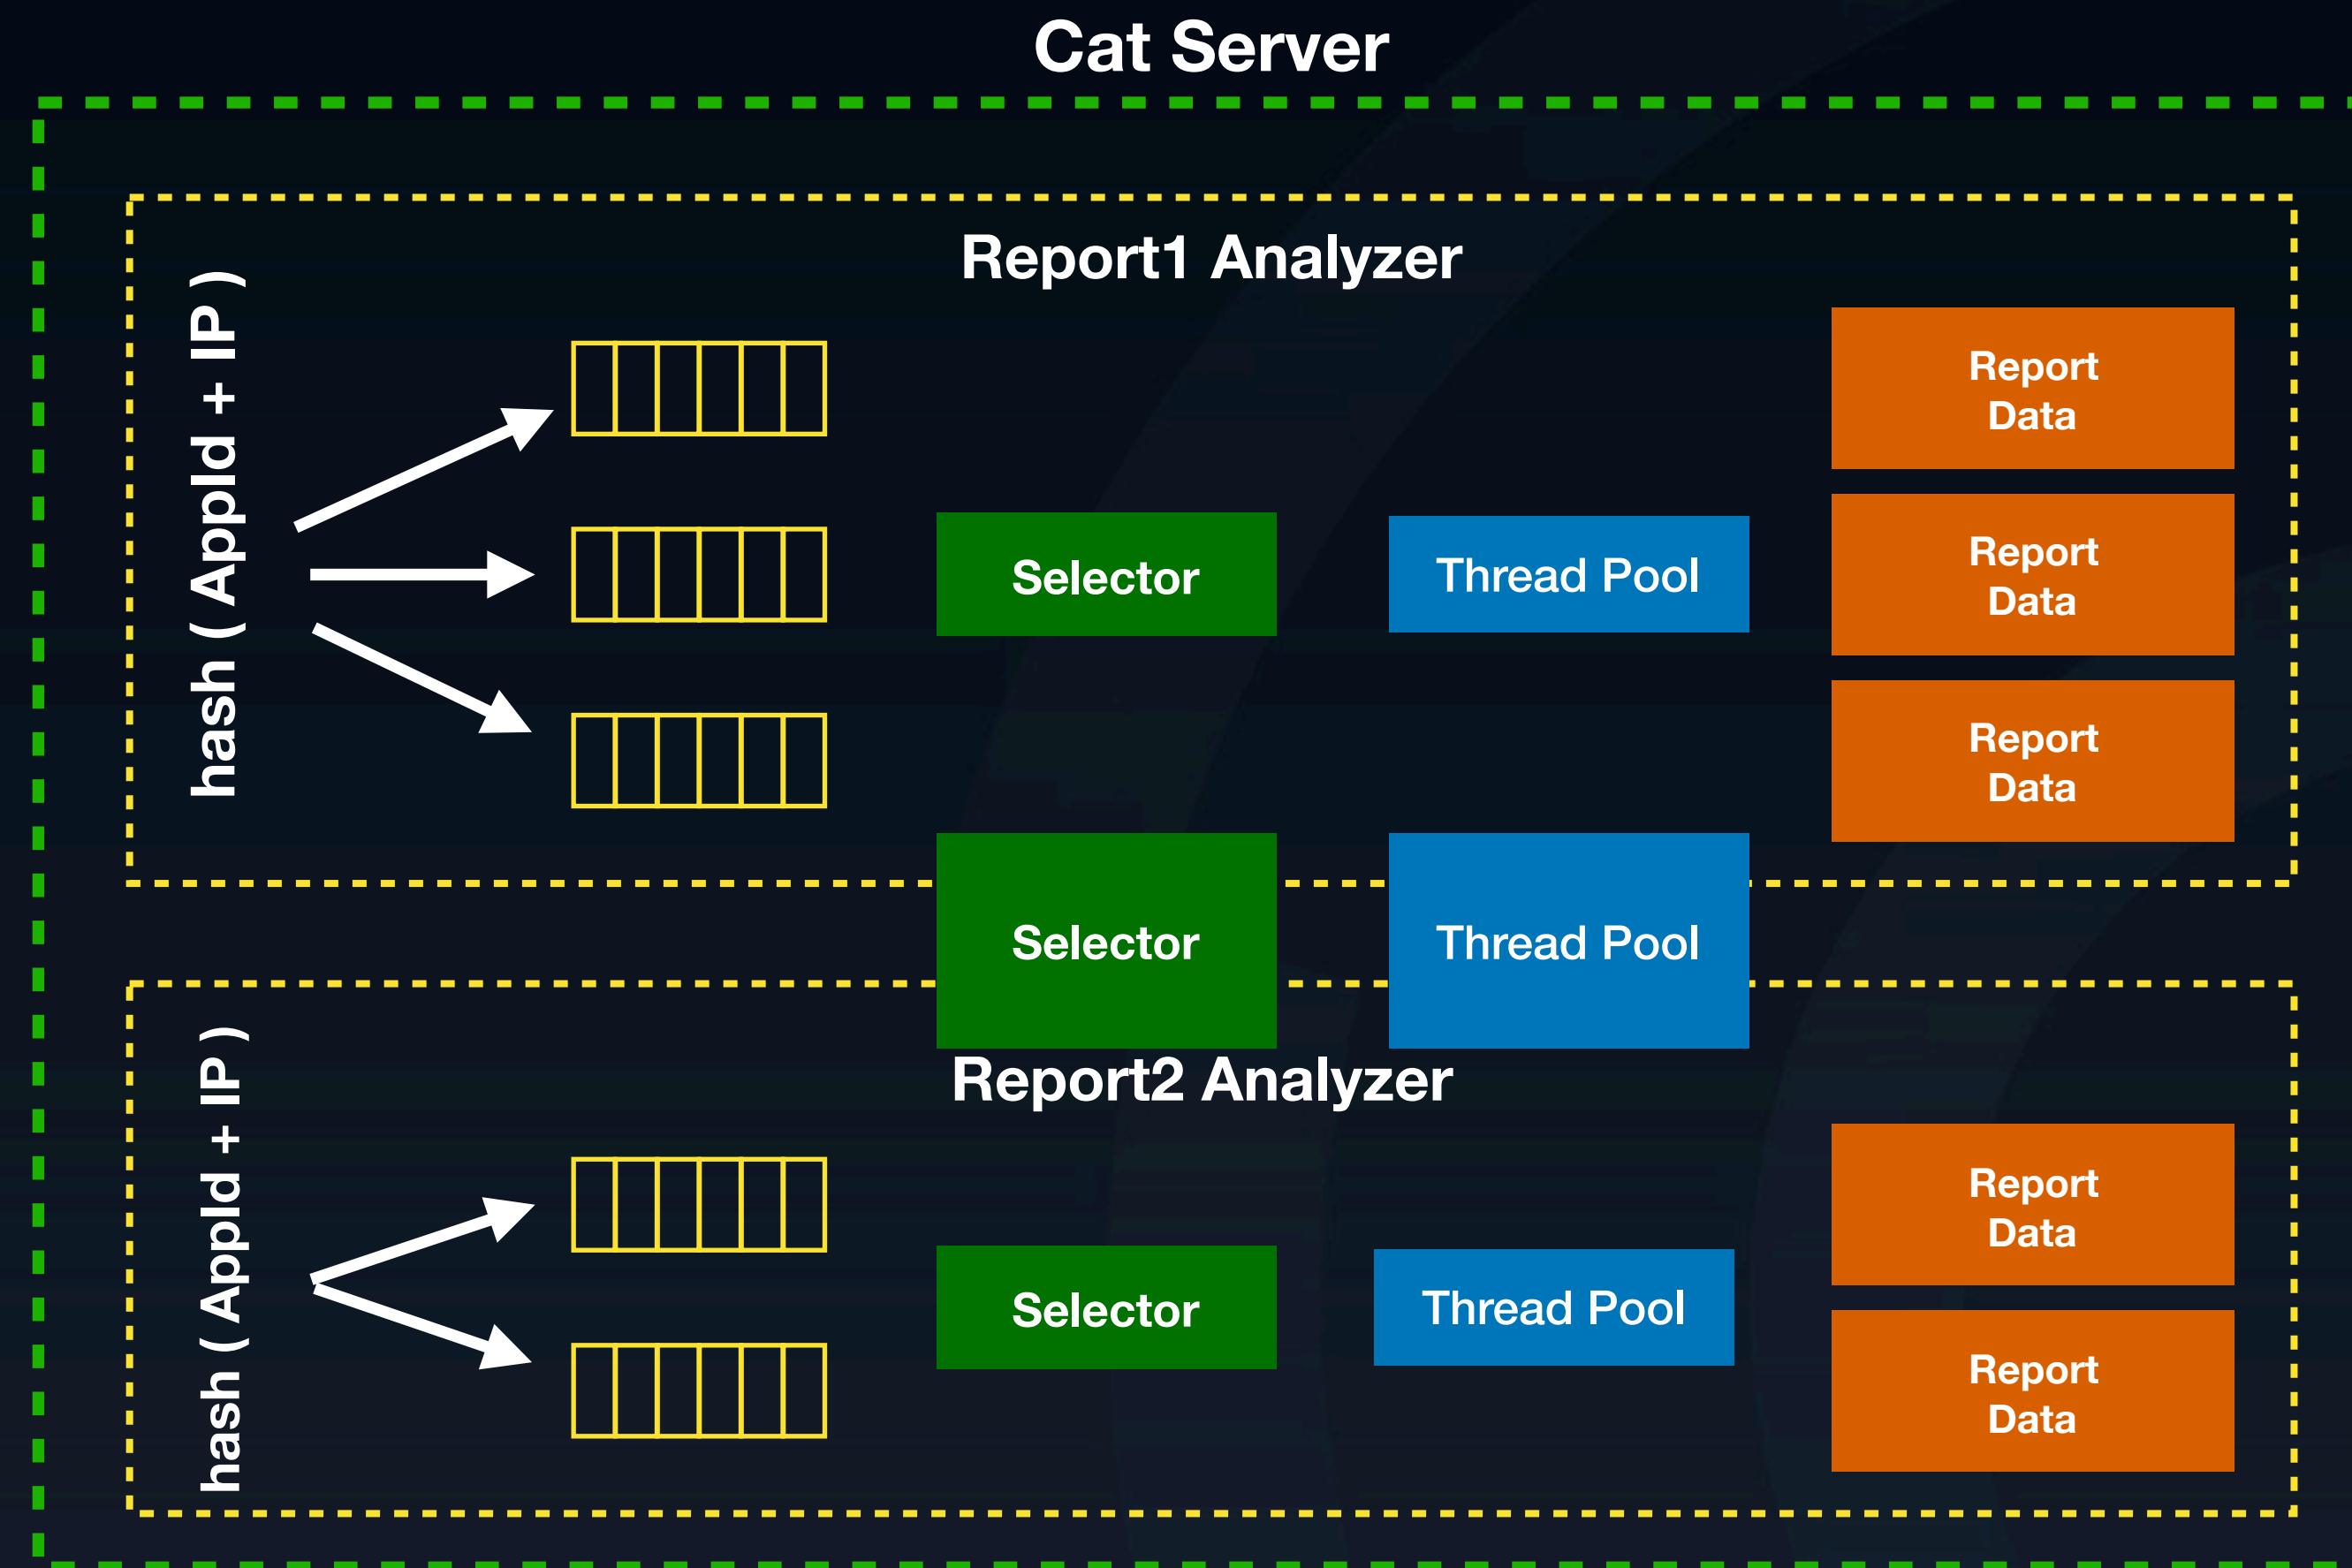 Cat Server
Report1 Analyzer
hash ( AppId + IP )
Selector
Thread Pool
Report
Data
Report
Data
Report
Data
Selector
Thread Pool
Report2 Analyzer
hash ( AppId + IP )
Selector
Thread Pool
Report
Data
Report
Data